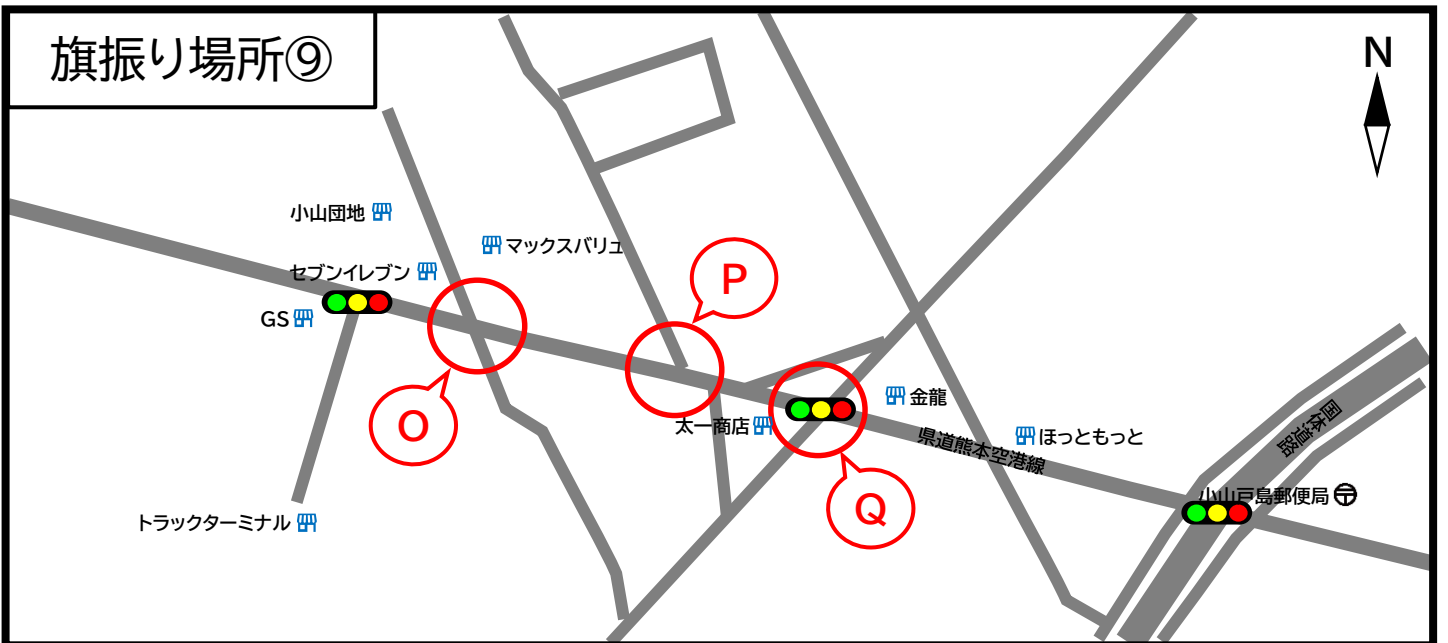 旗振り場所⑨
N
小山団地
マックスバリュ
セブンイレブン
GS
P
O
太一商店
金龍
県道熊本空港線
ほっともっと
国体道路
小山戸島郵便局
Q
トラックターミナル